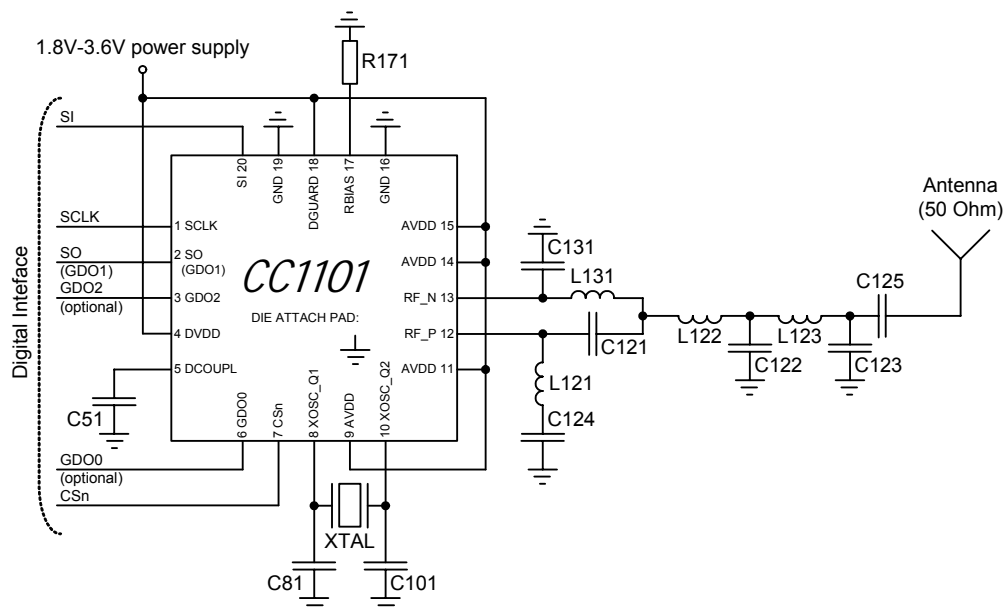 1.8V-3.6V power supply
R171
SI
SI 20
GND 19
DGUARD 18
RBIAS 17
GND 16
Antenna
(50 Ohm)
Digital Inteface
SCLK
1 SCLK
AVDD 15
SO
(GDO1)
2 SO
(GDO1)
CC1101
AVDD 14
C131
L131
GDO2
(optional)
3 GDO2
RF_N 13
C125
DIE ATTACH PAD:
4 DVDD
RF_P 12
C121
L122
L123
5 DCOUPL
AVDD 11
L121
C122
C123
C51
C124
6 GDO0
7 CSn
8 XOSC_Q1
9 AVDD
10 XOSC_Q2
GDO0
(optional)
CSn
XTAL
C81
C101